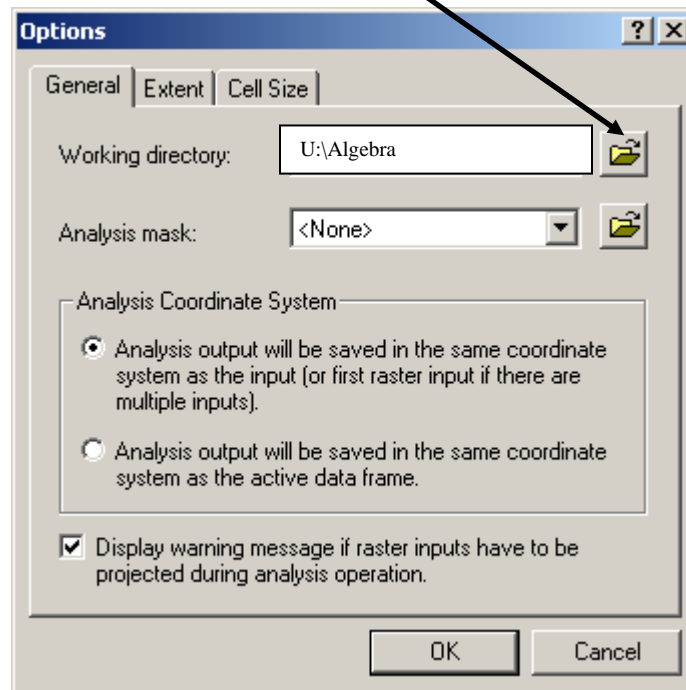 Options
General Extent Cell Size
Working directory: U:\Algebra
Analysis mask: <None>
Analysis Coordinate System
Analysis output will be saved in the same coordinate
system as the input (or first raster input if there are
multiple inputs).
Analysis output will be saved in the same coordinate
system as the active data frame.
Display warning message if raster inputs have to be
projected during analysis operation.
OK Cancel